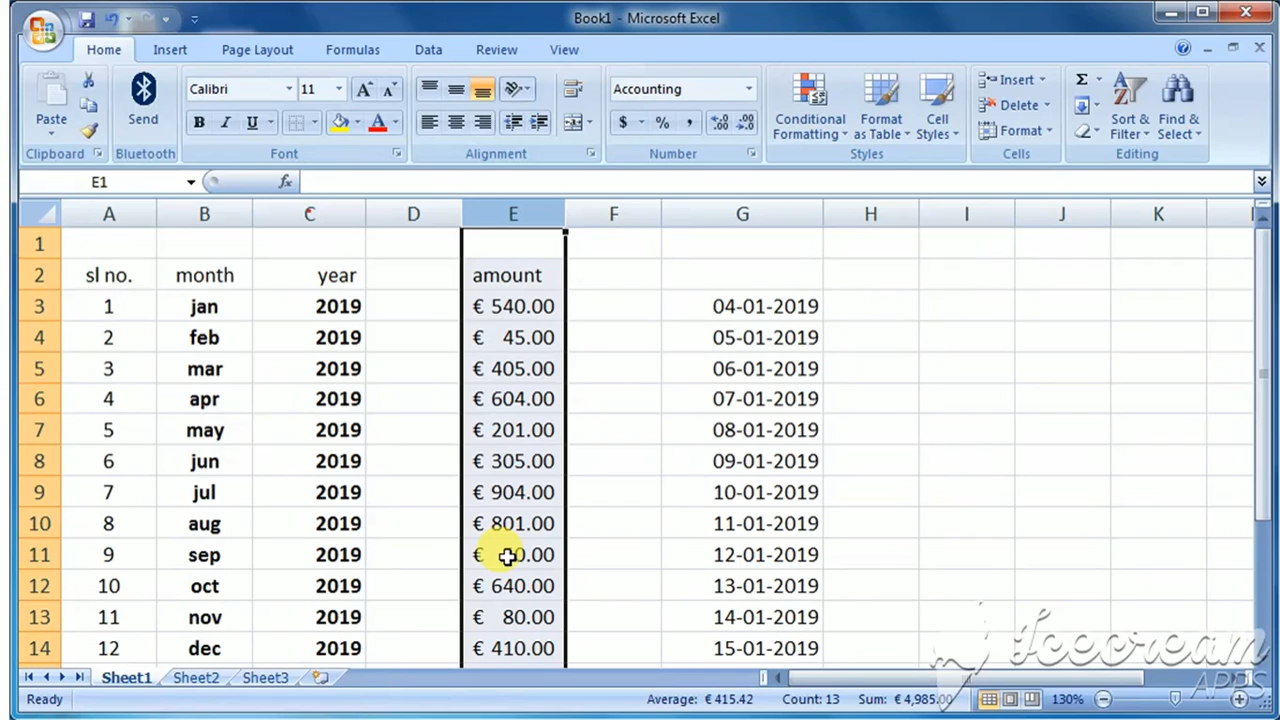 Book1 - Microsoft Excel
Home Insert Page Layout Formulas Data Review View
Paste
Send
Calibri 11
B I U A
Accounting
$ % ,
Conditional Formatting
Format as Table
Cell Styles
Insert
Delete
Format
Σ
Sort & Filter
Find & Select
Clipboard Bluetooth Font Alignment Number Styles Cells Editing
E1 fx
A B C D E F G H I J K
1
2 sl no. month year amount
3 1 jan 2019 € 540.00 04-01-2019
4 2 feb 2019 € 45.00 05-01-2019
5 3 mar 2019 € 405.00 06-01-2019
6 4 apr 2019 € 604.00 07-01-2019
7 5 may 2019 € 201.00 08-01-2019
8 6 jun 2019 € 305.00 09-01-2019
9 7 jul 2019 € 904.00 10-01-2019
10 8 aug 2019 € 801.00 11-01-2019
11 9 sep 2019 € 12-01-2019
12 10 oct 2019 € 640.00 13-01-2019
13 11 nov 2019 € 80.00 14-01-2019
14 12 dec 2019 € 410.00 15-01-2019
Icecream
APPS
Sheet1 Sheet2 Sheet3
Ready Average: € 415.42 Count: 13 Sum: € 4,985.00 130%